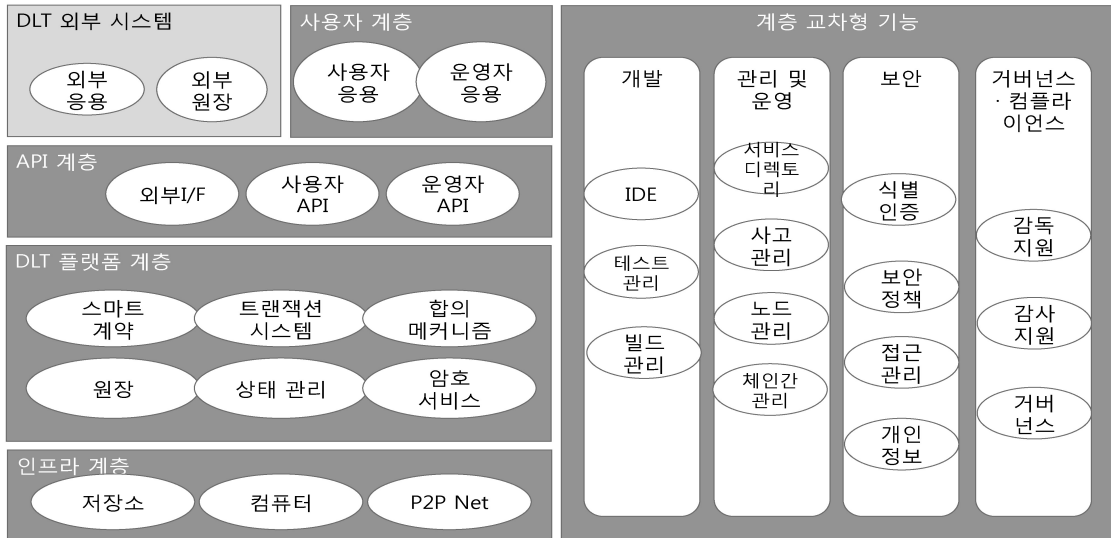 DLT 외부 시스템
외부
응용
외부
원장
사용자 계층
사용자
응용
운영자
응용
API 계층
외부I/F
사용자
API
운영자
API
DLT 플랫폼 계층
스마트
계약
트랜잭션
시스템
합의
메커니즘
원장
상태 관리
암호
서비스
인프라 계층
저장소
컴퓨터
P2P Net
계층 교차형 기능
개발
IDE
테스트
관리
빌드
관리
관리 및
운영
서비스
디렉토
리
사고
관리
노드
관리
체인간
관리
보안
식별
인증
보안
정책
접근
관리
개인
정보
거버넌스
· 컴플라
이언스
감독
지원
감사
지원
거버
넌스